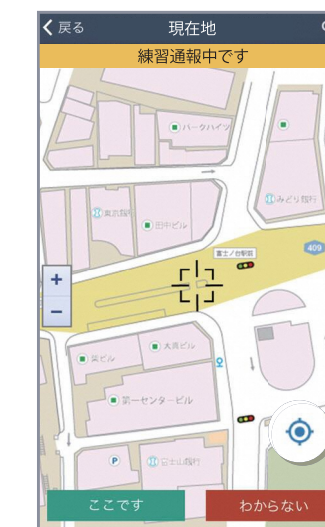 戻る
現在地
練習通報中です
パークハイツ
みどり銀行
東京銀行
田中ビル
富士ノ台駅前
409
+
−
大亮ビル
栄ビル
第一センタービル
P
富士山銀行
ここです
わからない